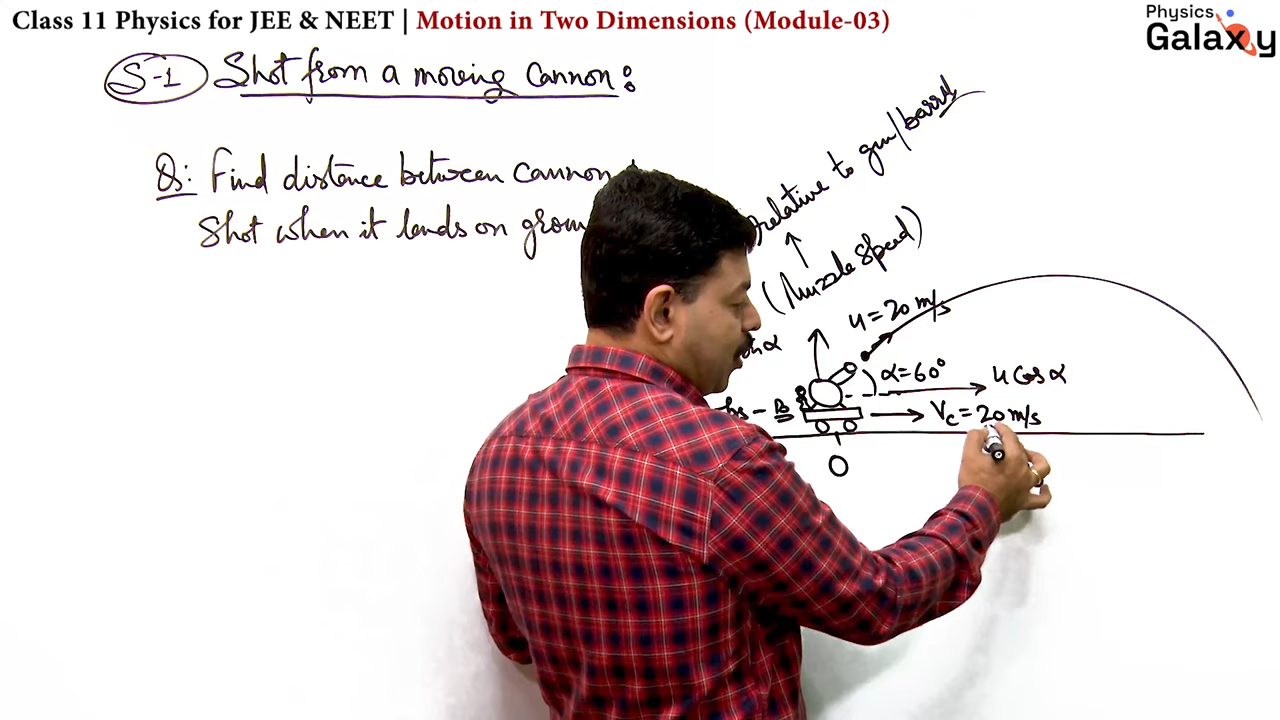 Class 11 Physics for JEE & NEET | Motion in Two Dimensions (Module-03)
Physics
Galaxy
S-1 Shot from a moving Cannon:
Qs: Find distance between Cannon
Shot when it lands on
relative to gun/barrel
(Muzzle Speed)
u = 20 m/s
α = 60°
u cos α
V_c = 20 m/s
O